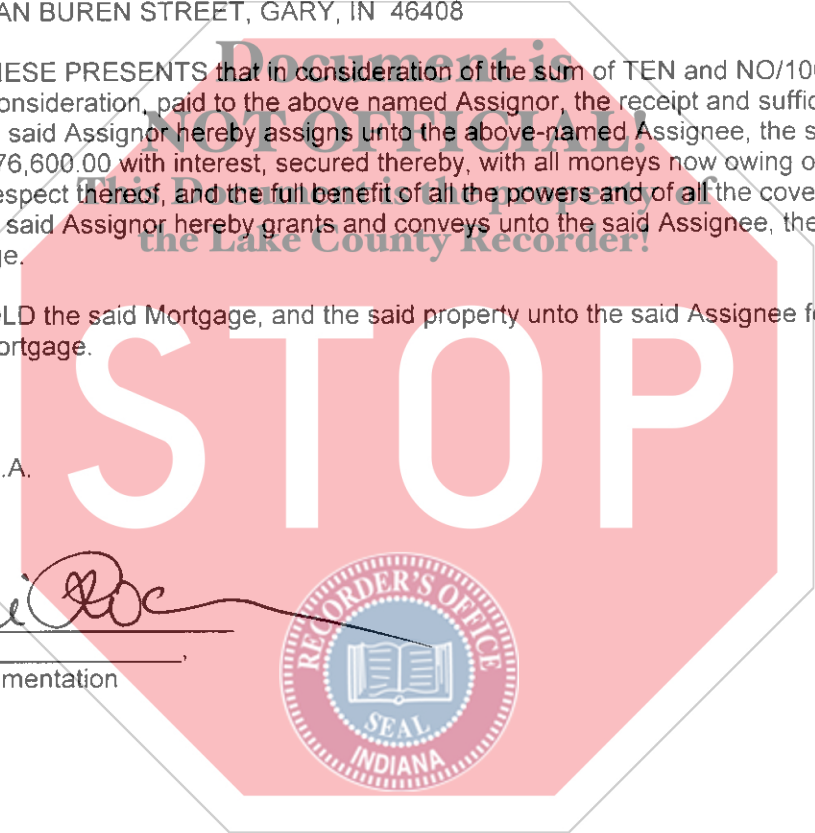 AN BUREN STREET, GARY, IN 46408
Document is
ESE PRESENTS that in consideration of the sum of TEN and NO/10
onsideration, paid to the above named Assignor, the receipt and suffic
NOT OFFICIAL!
said Assignor hereby assigns unto the above-named Assignee, the s
76,600.00 with interest, secured thereby, with all moneys now owing o
This Document is the property of
espect thereof, and the full benefit of all the powers and of all the cove
said Assignor hereby grants and conveys unto the said Assignee, the
the Lake County Recorder!
ge.
LD the said Mortgage, and the said property unto the said Assignee f
ortgage.
STOP
.A.
RECORDER'S OFFICE
SEAL
INDIANA
mentation